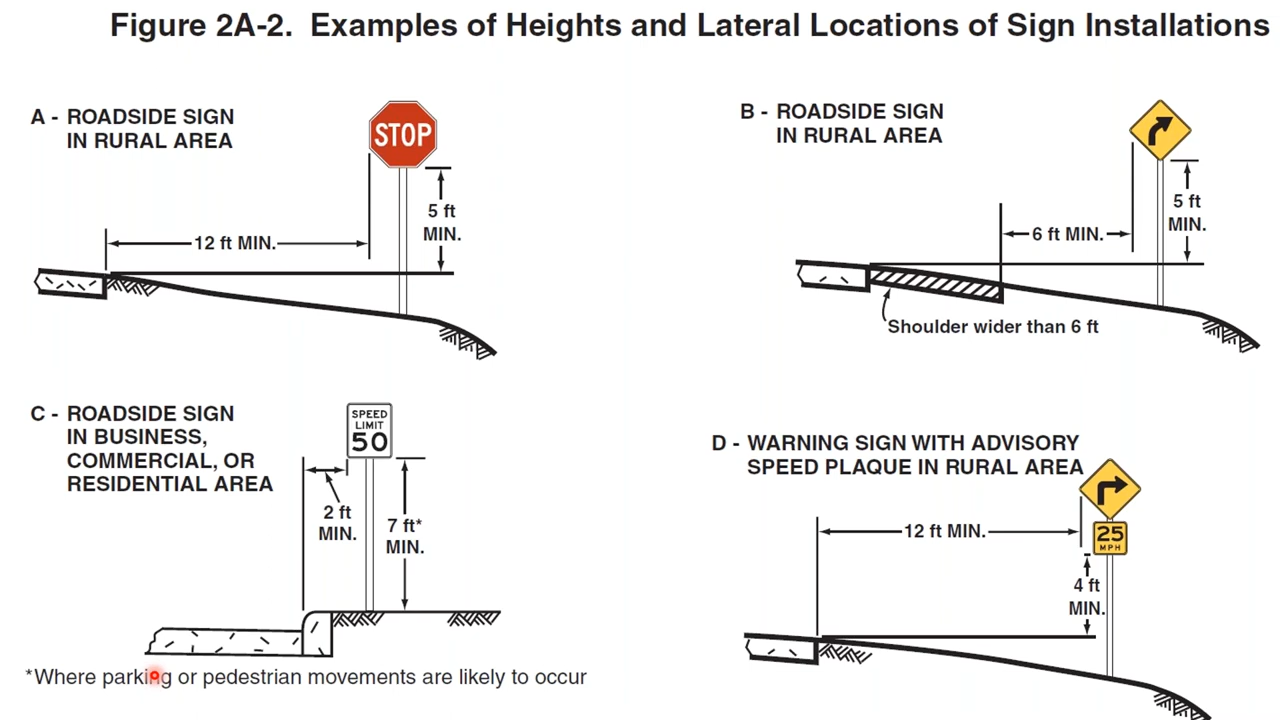 Figure 2A-2. Examples of Heights and Lateral Locations of Sign Installations
A - ROADSIDE SIGN
IN RURAL AREA
STOP
5 ft
MIN.
12 ft MIN.
B - ROADSIDE SIGN
IN RURAL AREA
5 ft
MIN.
6 ft MIN.
Shoulder wider than 6 ft
C - ROADSIDE SIGN
IN BUSINESS,
COMMERCIAL, OR
RESIDENTIAL AREA
SPEED
LIMIT
50
2 ft
MIN.
7 ft*
MIN.
*Where parking or pedestrian movements are likely to occur
D - WARNING SIGN WITH ADVISORY
SPEED PLAQUE IN RURAL AREA
12 ft MIN.
25
MPH
4 ft
MIN.